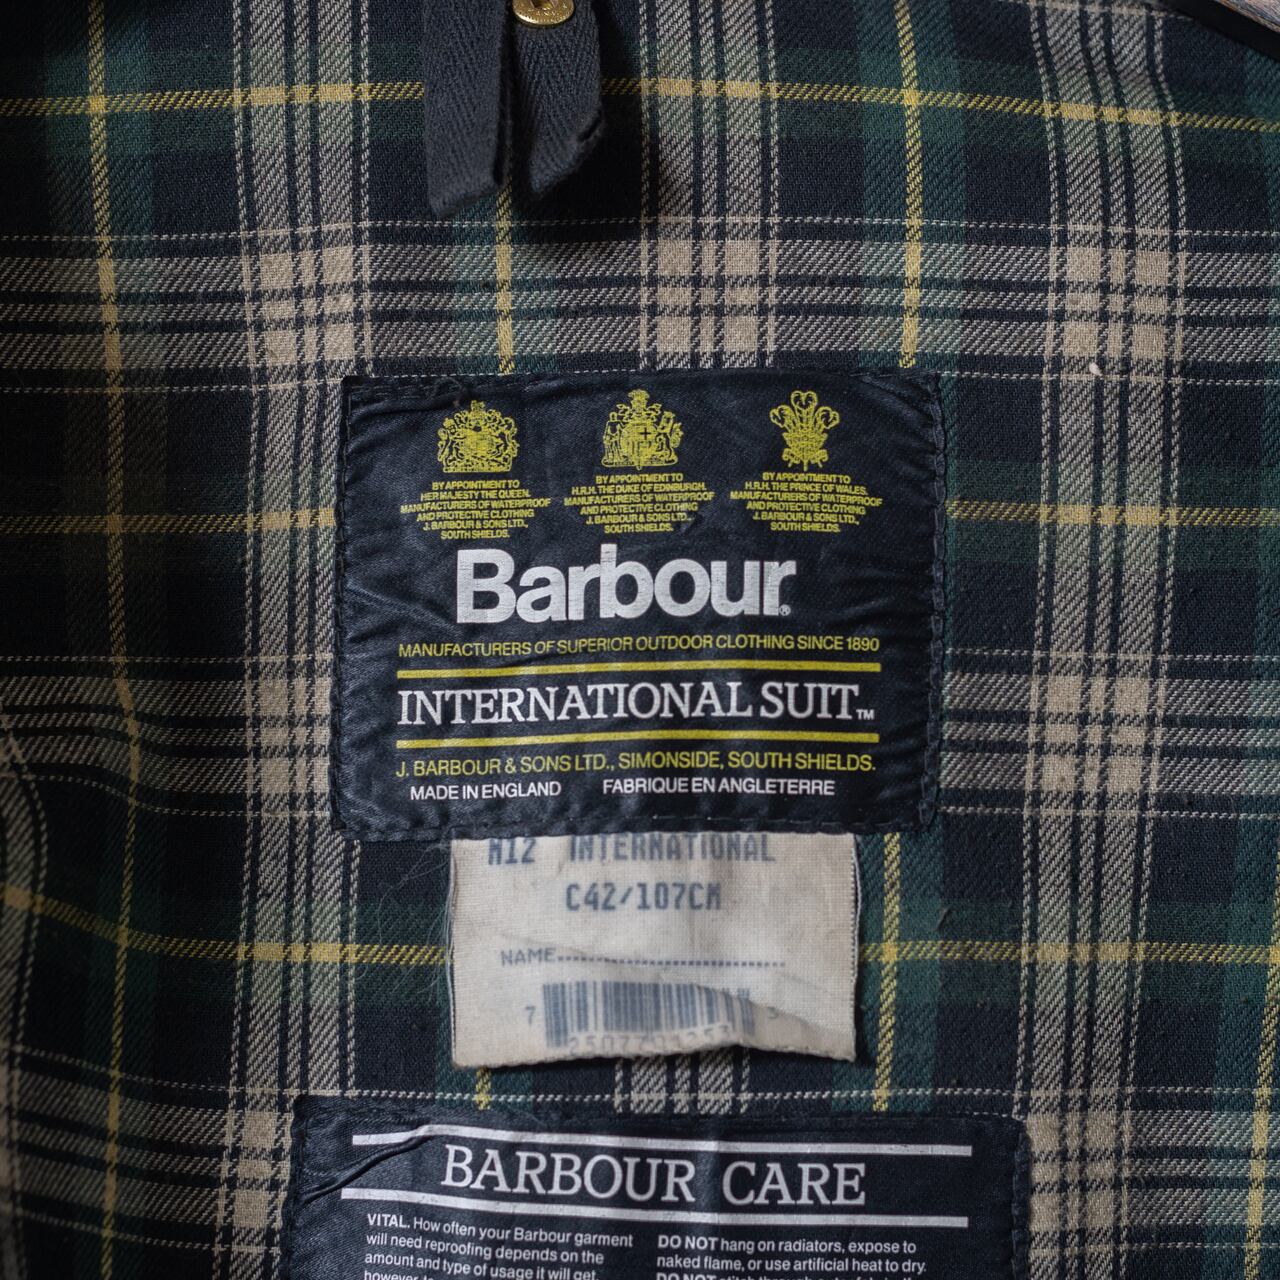 BY APPOINTMENT TO
HER MAJESTY THE QUEEN.
MANUFACTURERS OF WATERPROOF
AND PROTECTIVE CLOTHING
J. BARBOUR & SONS LTD.,
SOUTH SHIELDS.
BY APPOINTMENT TO
H.R.H. THE DUKE OF EDINBURGH.
MANUFACTURERS OF WATERPROOF
AND PROTECTIVE CLOTHING
J. BARBOUR & SONS LTD.,
SOUTH SHIELDS.
BY APPOINTMENT TO
H.R.H. THE PRINCE OF WALES.
MANUFACTURERS OF WATERPROOF
AND PROTECTIVE CLOTHING
J. BARBOUR & SONS LTD.,
SOUTH SHIELDS.
Barbour®
MANUFACTURERS OF SUPERIOR OUTDOOR CLOTHING SINCE 1890
INTERNATIONAL SUIT™
J. BARBOUR & SONS LTD., SIMONSIDE, SOUTH SHIELDS.
MADE IN ENGLAND FABRIQUE EN ANGLETERRE
INTERNATIONAL
C42/107CM
NAME
BARBOUR CARE
VITAL. How often your Barbour garment
will need reproofing depends on the
amount and type of usage it will get,
DO NOT hang on radiators, expose to
naked flame, or use artificial heat to dry.
DO NOT